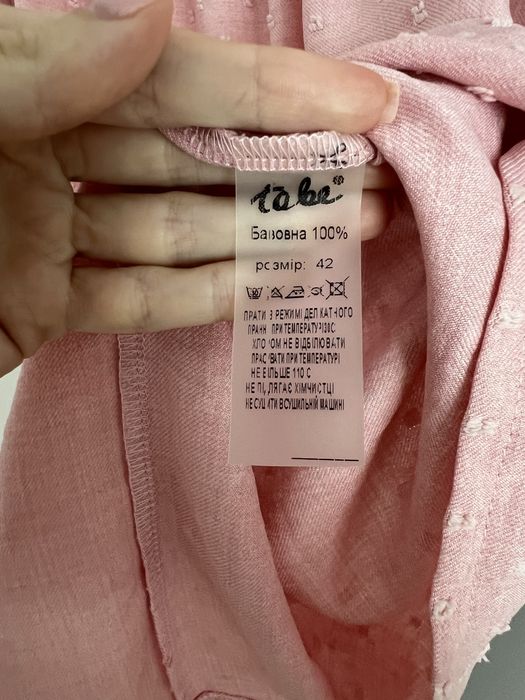 tabe®
Бавовна 100%
розмір: 42
ПРАТИ В РЕЖИМІ ДЕЛІКАТНОГО
ПРАННЯ ПРИ ТЕМПЕРАТУРІ 30 С
ХЛОРОМ НЕ ВІДБІЛЮВАТИ
ПРАСУВАТИ ПРИ ТЕМПЕРАТУРІ
НЕ БІЛЬШЕ 110 С
НЕ ПІДЛЯГАЄ ХІМЧИСТЦІ
НЕ СУШИТИ В СУШИЛЬНІЙ МАШИНІ